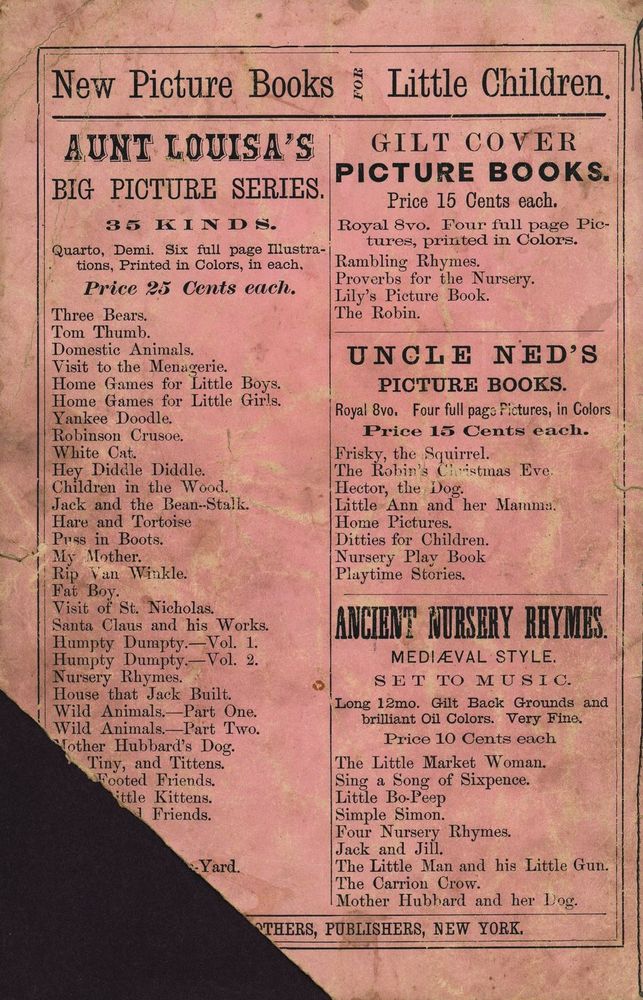 New Picture Books FOR Little Children.
AUNT LOUISA'S
BIG PICTURE SERIES.
35 KINDS.
Quarto, Demi. Six full page Illustra-
tions, Printed in Colors, in each.
Price 25 Cents each.
Three Bears.
Tom Thumb.
Domestic Animals.
Visit to the Menagerie.
Home Games for Little Boys.
Home Games for Little Girls.
Yankee Doodle.
Robinson Crusoe.
White Cat.
Hey Diddle Diddle.
Children in the Wood.
Jack and the Bean--Stalk.
Hare and Tortoise
Puss in Boots.
My Mother.
Rip Van Winkle.
Fat Boy.
Visit of St. Nicholas.
Santa Claus and his Works.
Humpty Dumpty.—Vol. 1.
Humpty Dumpty.—Vol. 2.
Nursery Rhymes.
House that Jack Built.
Wild Animals.—Part One.
Wild Animals.—Part Two.
Mother Hubbard's Dog.
Tiny, and Tittens.
Footed Friends.
ittle Kittens.
Friends.
-Yard.
GILT COVER
PICTURE BOOKS.
Price 15 Cents each.
Royal 8vo. Four full page Pic-
tures, printed in Colors.
Rambling Rhymes.
Proverbs for the Nursery.
Lily's Picture Book.
The Robin.
UNCLE NED'S
PICTURE BOOKS.
Royal 8vo. Four full page Pictures, in Colors
Price 15 Cents each.
Frisky, the Squirrel.
The Robin's Christmas Eve.
Hector, the Dog.
Little Ann and her Mamma.
Home Pictures.
Ditties for Children.
Nursery Play Book
Playtime Stories.
ANCIENT NURSERY RHYMES.
MEDIÆVAL STYLE.
SET TO MUSIC.
Long 12mo. Gilt Back Grounds and
brilliant Oil Colors. Very Fine.
Price 10 Cents each
The Little Market Woman.
Sing a Song of Sixpence.
Little Bo-Peep
Simple Simon.
Four Nursery Rhymes.
Jack and Jill.
The Little Man and his Little Gun.
The Carrion Crow.
Mother Hubbard and her Dog.
OTHERS, PUBLISHERS, NEW YORK.